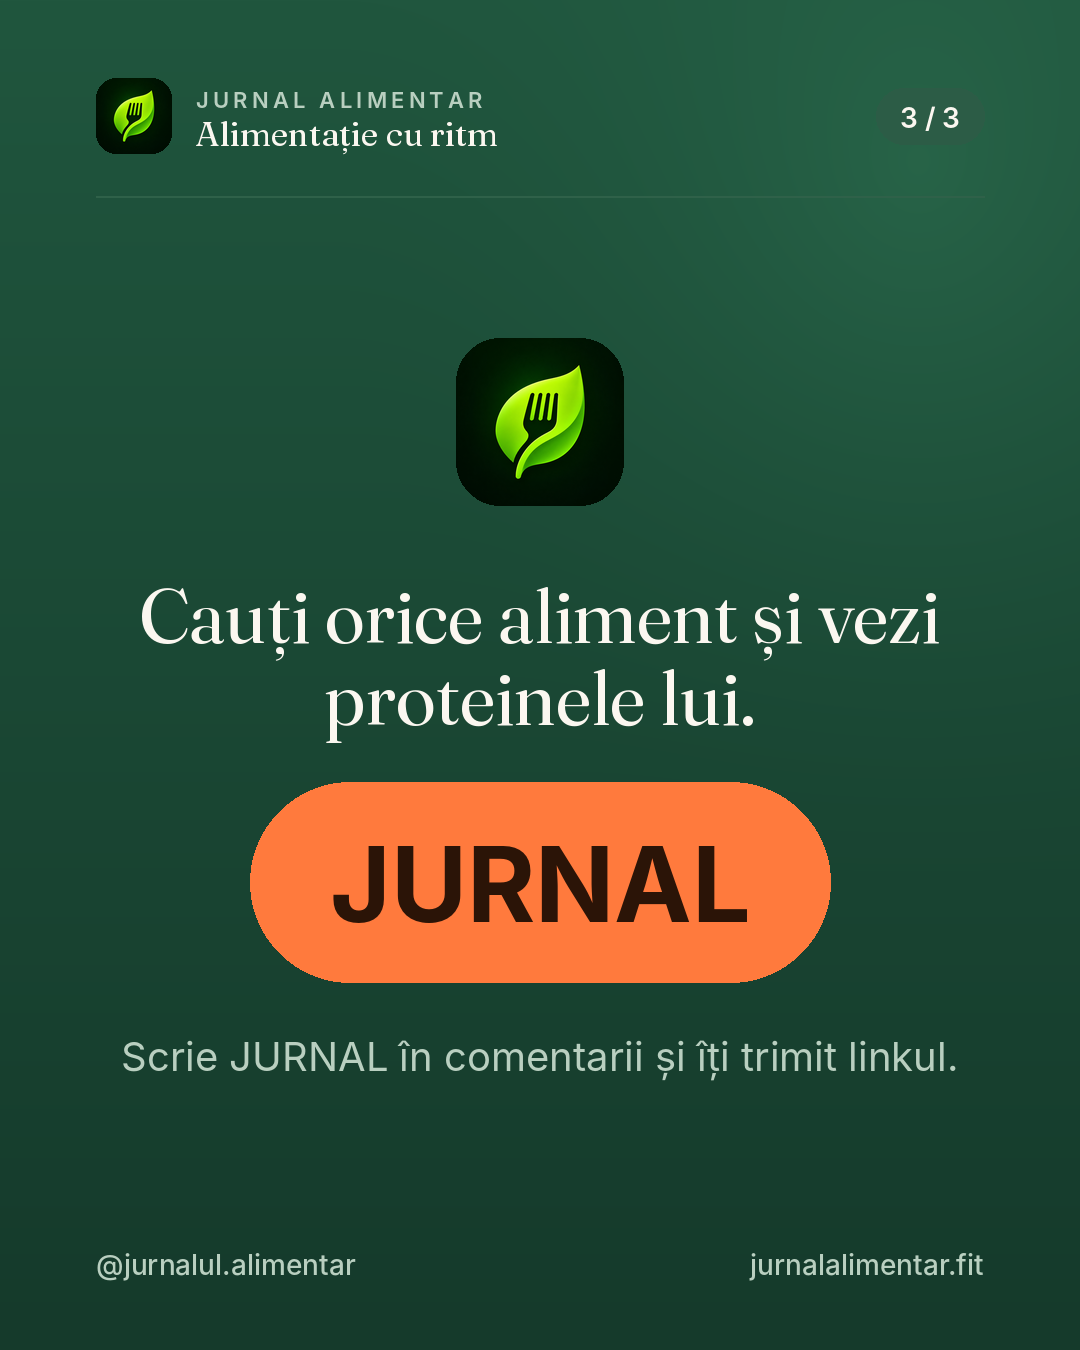 JURNAL ALIMENTAR
Alimentație cu ritm
3 / 3
Cauți orice aliment și vezi
proteinele lui.
JURNAL
Scrie JURNAL în comentarii și îți trimit linkul.
@jurnalul.alimentar
jurnalalimentar.fit